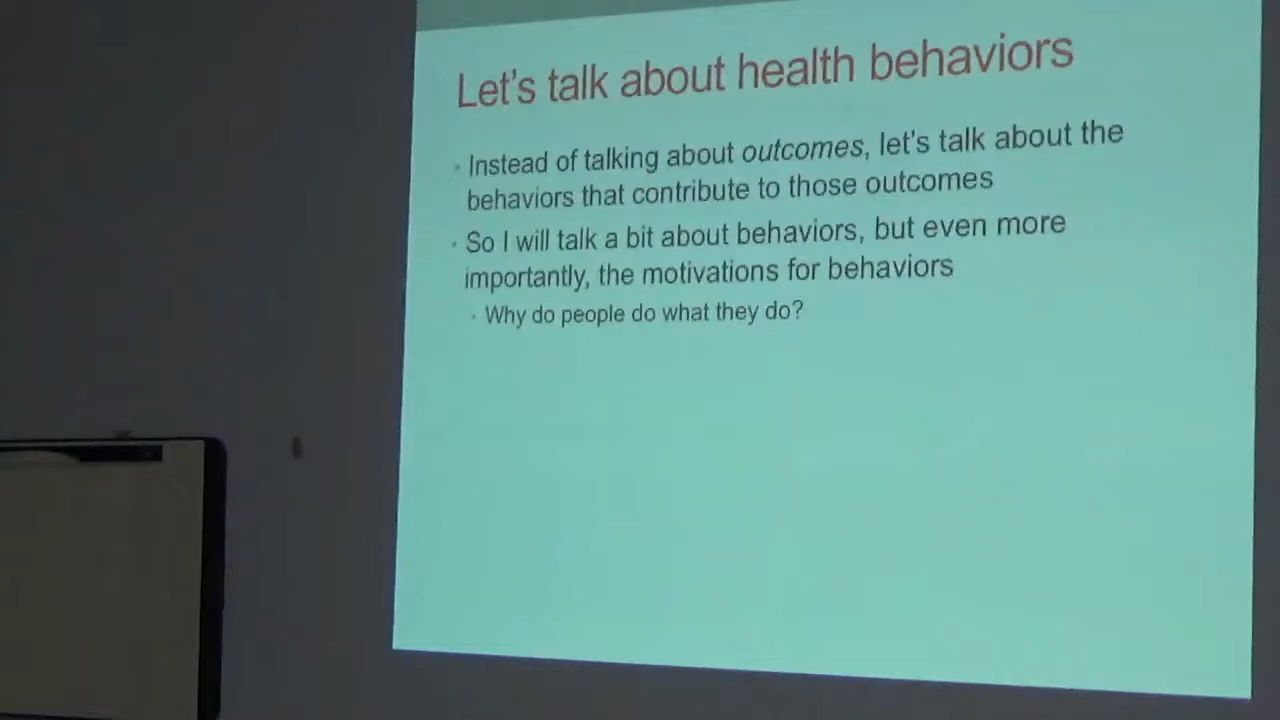 Let's talk about health behaviors
· Instead of talking about outcomes, let's talk about the
behaviors that contribute to those outcomes
· So I will talk a bit about behaviors, but even more
importantly, the motivations for behaviors
· Why do people do what they do?